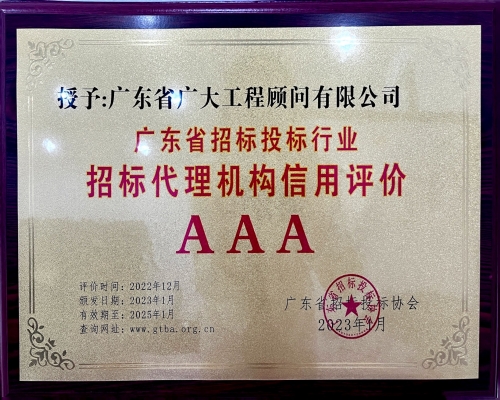 授予:广东省广大工程顾问有限公司
广东省招标投标行业
招标代理机构信用评价
AAA
评价时间:2022年12月
颁发日期:2023年1月
有效期至:2025年1月
查询网址:www.gtba.org.cn
广东省招标投标协会
2023年1月